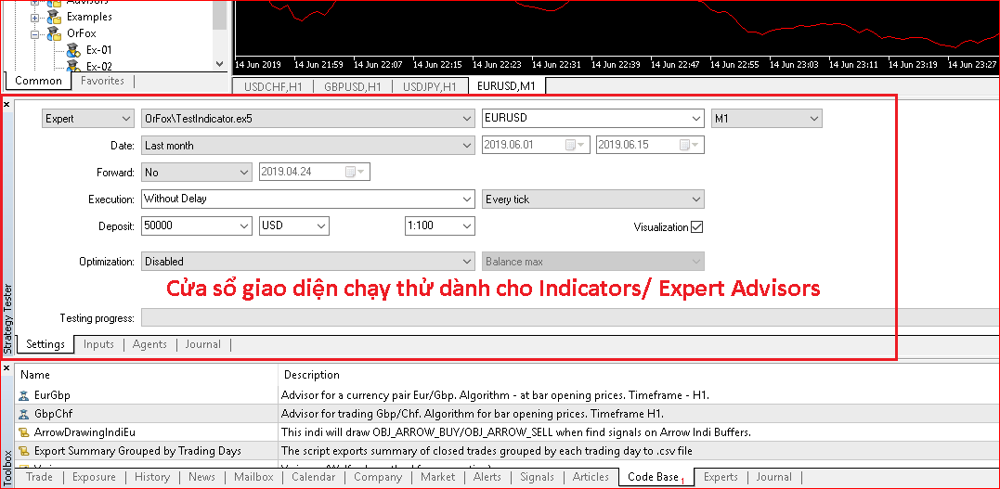 Advisors
Examples
OrFox
Ex-01
Ex-02
Common Favorites
14 Jun 2019 14 Jun 21:59 14 Jun 22:07 14 Jun 22:15 14 Jun 22:23 14 Jun 22:31 14 Jun 22:39 14 Jun 22:47 14 Jun 22:55 14 Jun 23:03 14 Jun 23:11 14 Jun 23:19 14 Jun 23:27
USDCHF,H1 GBPUSD,H1 USDJPY,H1 EURUSD,M1
Expert OrFox\TestIndicator.ex5 EURUSD M1
Date: Last month 2019.06.01 2019.06.15
Forward: No 2019.04.24
Execution: Without Delay Every tick
Deposit: 50000 USD 1:100 Visualization
Optimization: Disabled Balance max
Cửa sổ giao diện chạy thử dành cho Indicators/ Expert Advisors
Testing progress:
Strategy Tester
Settings Inputs Agents Journal
Name Description
EurGbp Advisor for a currency pair Eur/Gbp. Algorithm - at bar opening prices. Timeframe - H1.
GbpChf Advisor for trading Gbp/Chf. Algorithm for bar opening prices. Timeframe H1.
ArrowDrawingIndiEu This indi will draw OBJ_ARROW_BUY/OBJ_ARROW_SELL when find signals on Arrow Indi Buffers.
Export Summary Grouped by Trading Days The script exports summary of closed trades grouped by each trading day to .csv file
Toolbox
Trade Exposure History News Mailbox Calendar Company Market Alerts Signals Articles Code Base 1 Experts Journal